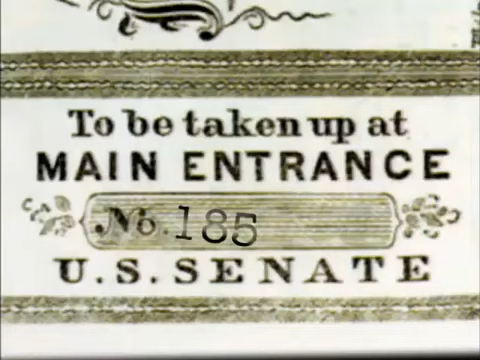 To be taken up at
MAIN ENTRANCE
No. 185
U.S. SENATE